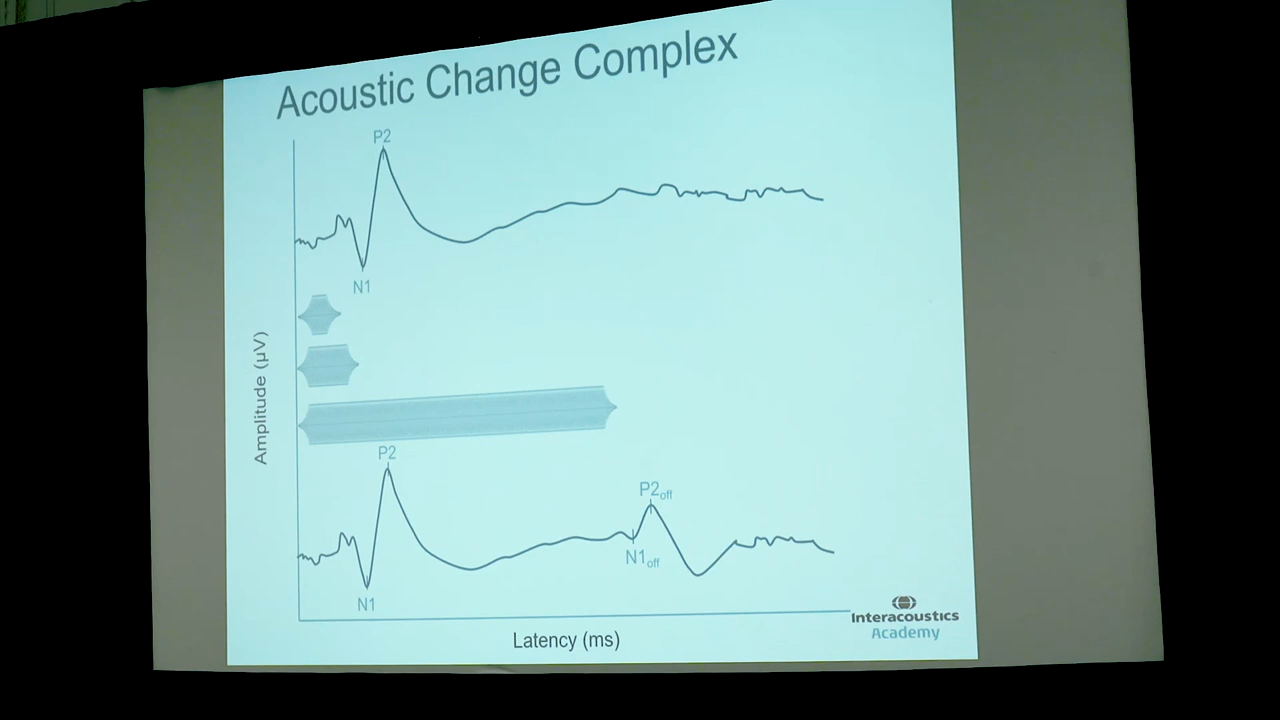 Acoustic Change Complex
P2
N1
Amplitude (µV)
P2
P2off
N1off
N1
Latency (ms)
Interacoustics
Academy